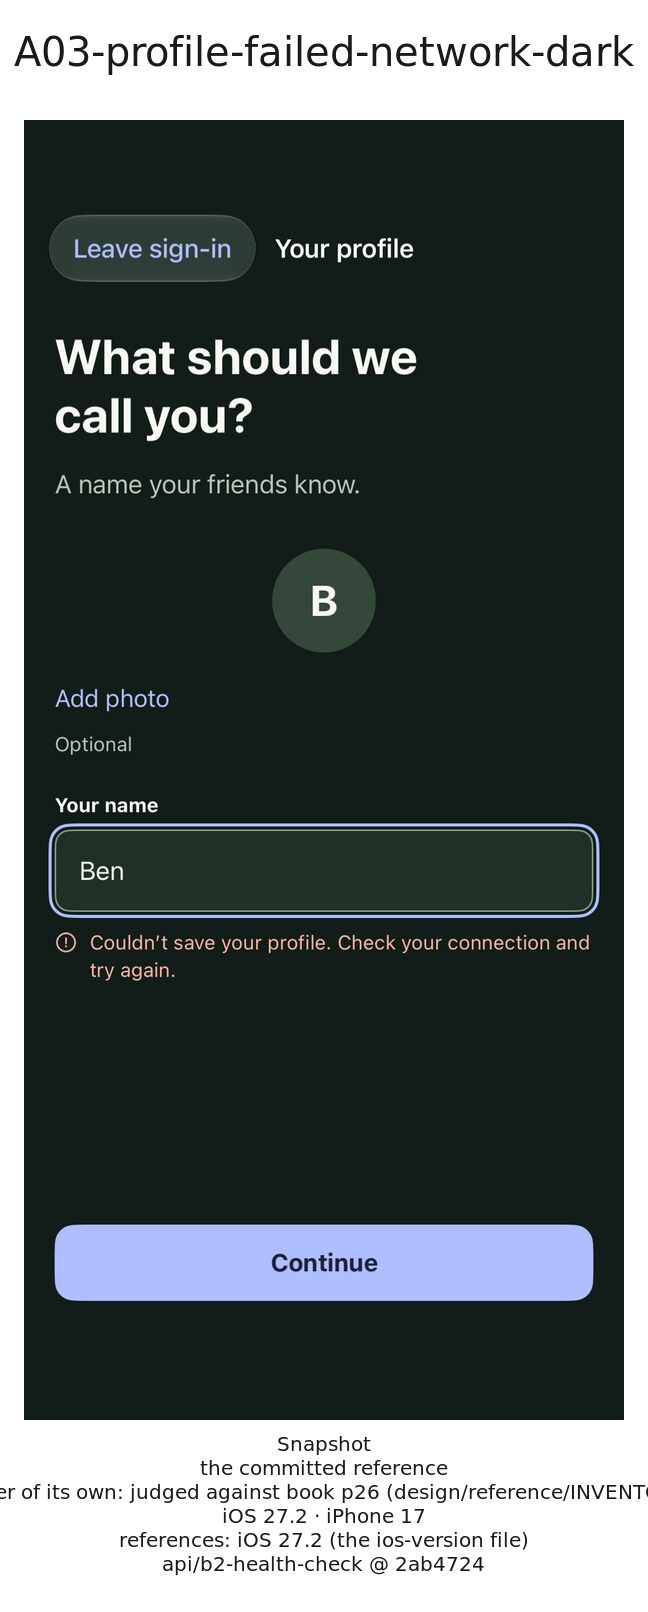 A03-profile-failed-network-dark
Leave sign-in
Your profile
What should we
call you?
A name your friends know.
B
Add photo
Optional
Your name
Ben
Couldn’t save your profile. Check your connection and
try again.
Continue
Snapshot
the committed reference
of its own: judged against book p26 (design/reference/
iOS 27.2 · iPhone 17
references: iOS 27.2 (the ios-version file)
api/b2-health-check @ 2ab4724